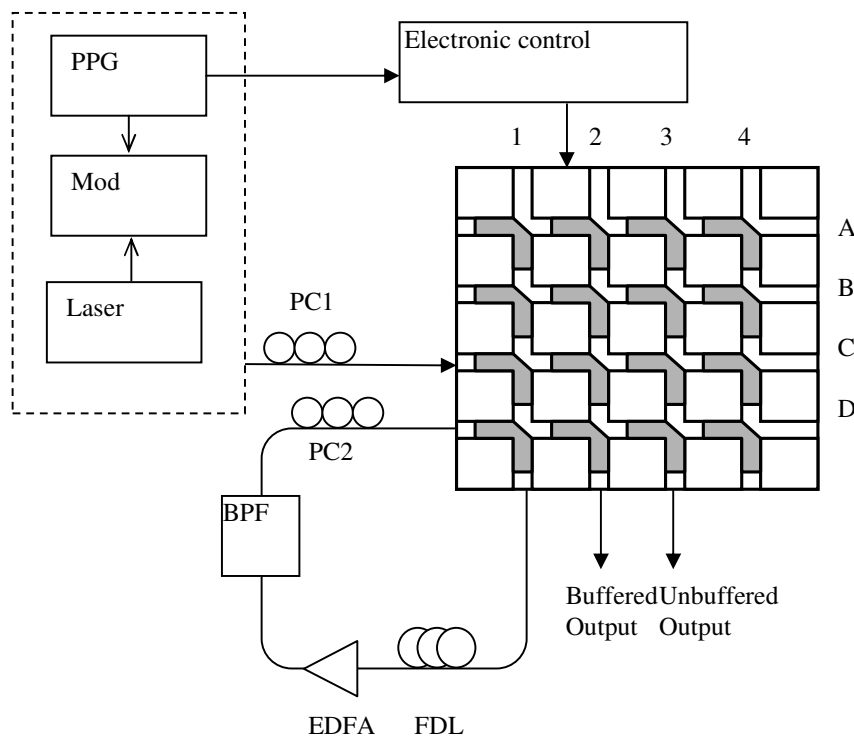 PPG
Electronic control
Mod
Laser
1 2 3 4
A
B
C
D
PC1
PC2
BPF
Buffered Unbuffered
Output Output
EDFA FDL